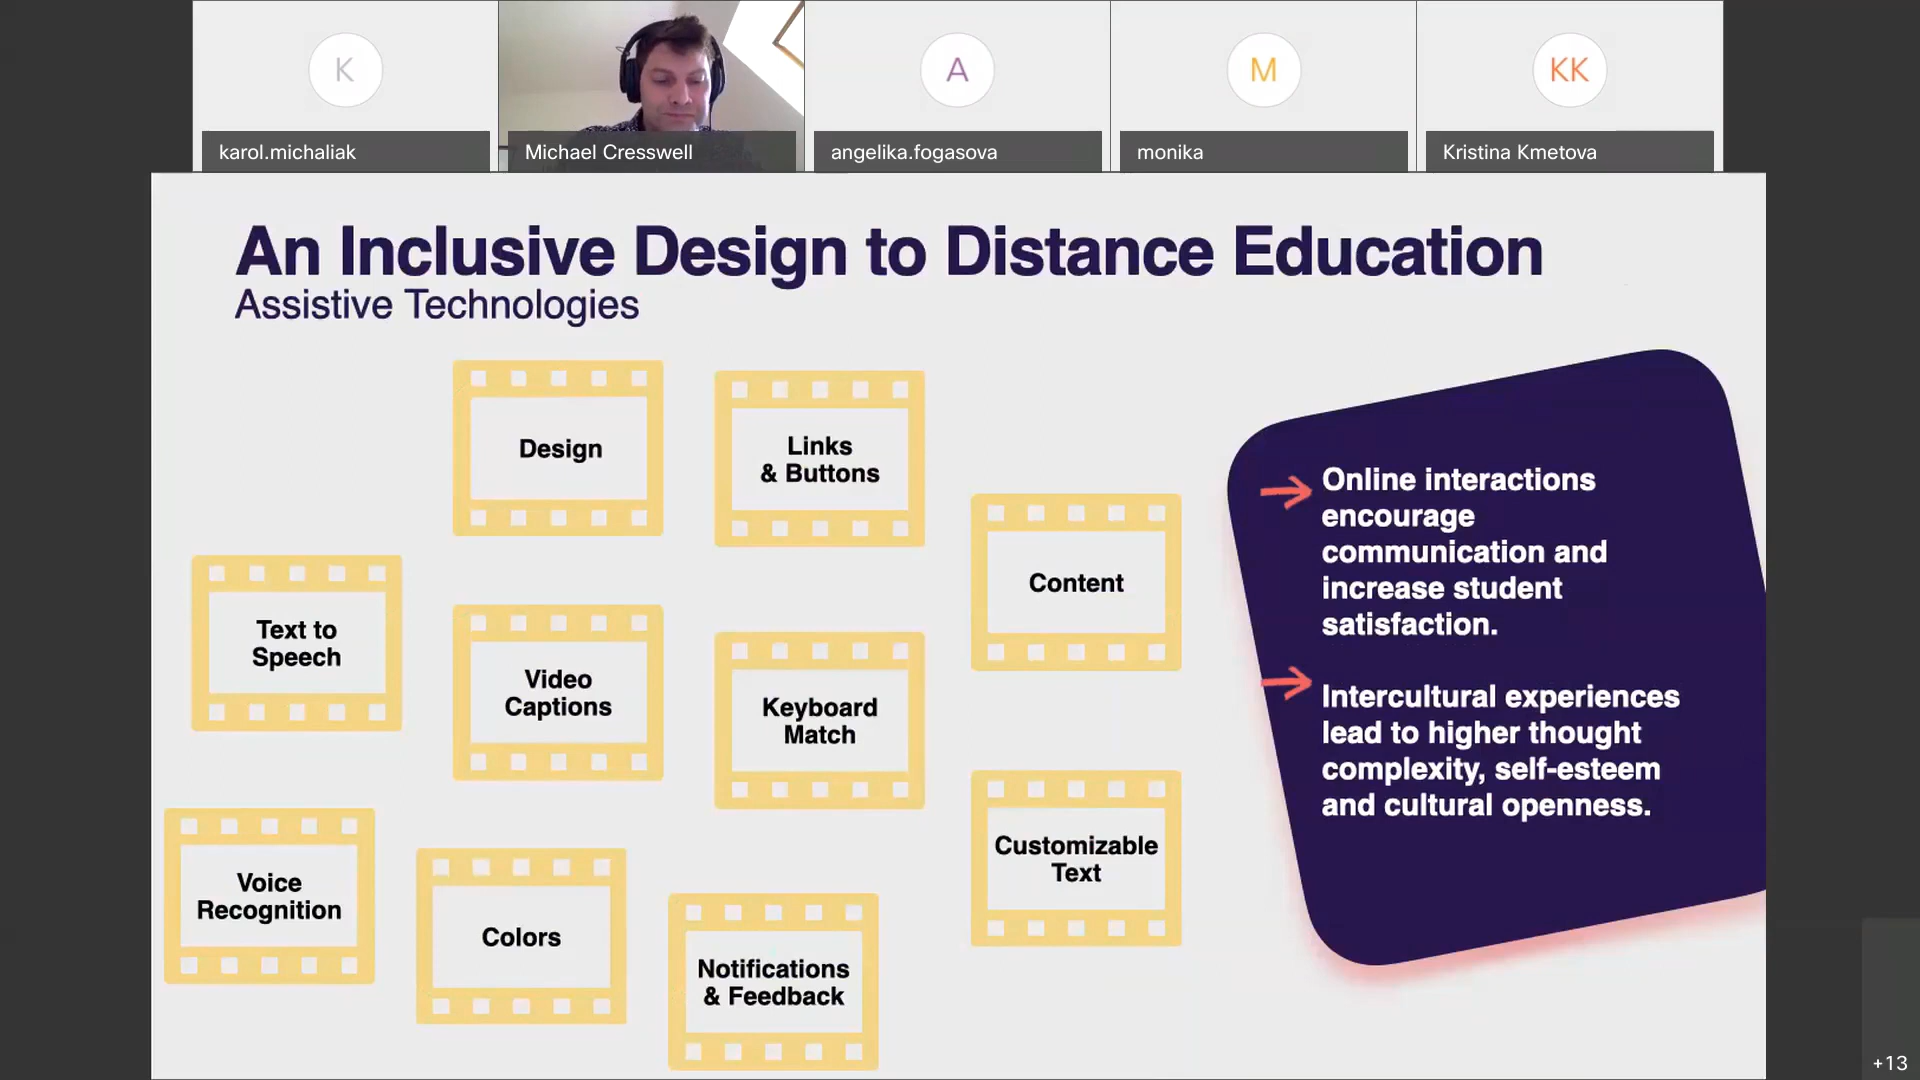 K
karol.michaliak
Michael Cresswell
A
angelika.fogasova
M
monika
KK
Kristina Kmetova
An Inclusive Design to Distance Education
Assistive Technologies
Design
Links
& Buttons
Content
Text to
Speech
Video
Captions
Keyboard
Match
Customizable
Text
Voice
Recognition
Colors
Notifications
& Feedback
Online interactions
encourage
communication and
increase student
satisfaction.
Intercultural experiences
lead to higher thought
complexity, self-esteem
and cultural openness.
+13